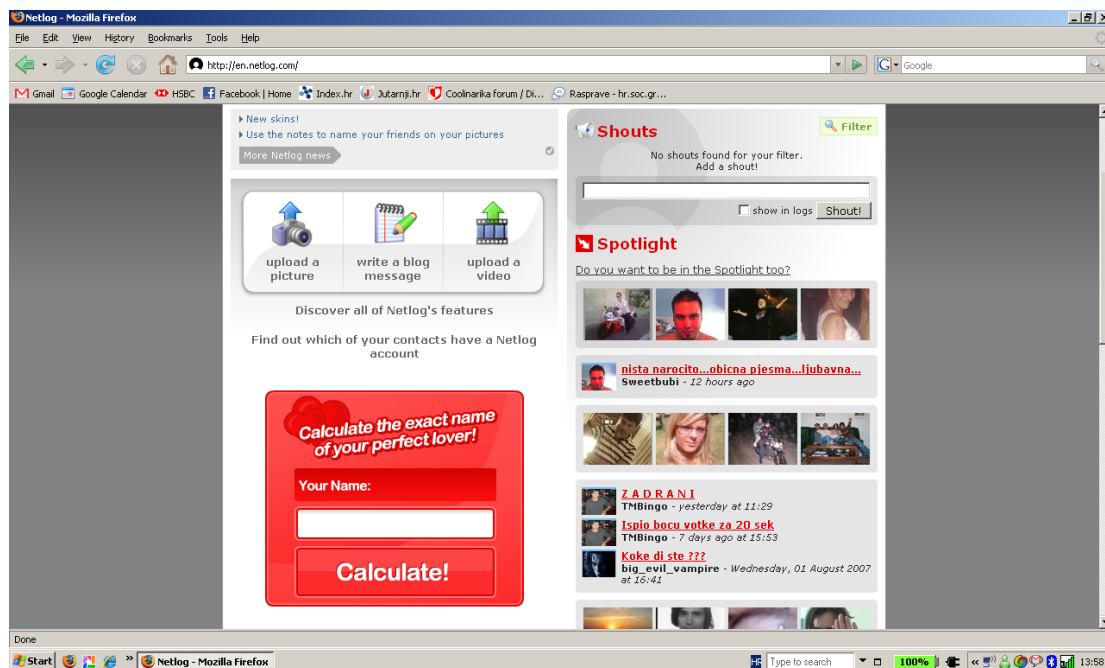 Netlog - Mozilla Firefox
File Edit View History Bookmarks Tools Help
http://en.netlog.com/
Google
Gmail Google Calendar HSBC Facebook | Home Index.hr Jutarnji.hr Coolinarika forum / Di... Rasprave - hr.soc.gr...
New skins!
Use the notes to name your friends on your pictures
More Netlog news
upload a
picture
write a blog
message
upload a
video
Discover all of Netlog's features
Find out which of your contacts have a Netlog
account
Calculate the exact name
of your perfect lover!
Your Name:
Calculate!
Shouts
Filter
No shouts found for your filter.
Add a shout!
show in logs Shout!
Spotlight
Do you want to be in the Spotlight too?
nista narocito...obicna pjesma...ljubavna...
Sweetbubi - 12 hours ago
Z A D R A N I
TMBingo - yesterday at 11:29
Ispio bocu votke za 20 sek
TMBingo - 7 days ago at 15:53
Koke di ste ???
big_evil_vampire - Wednesday, 01 August 2007
at 16:41
Done
Start » Netlog - Mozilla Firefox HR Type to search 100% « 13:58